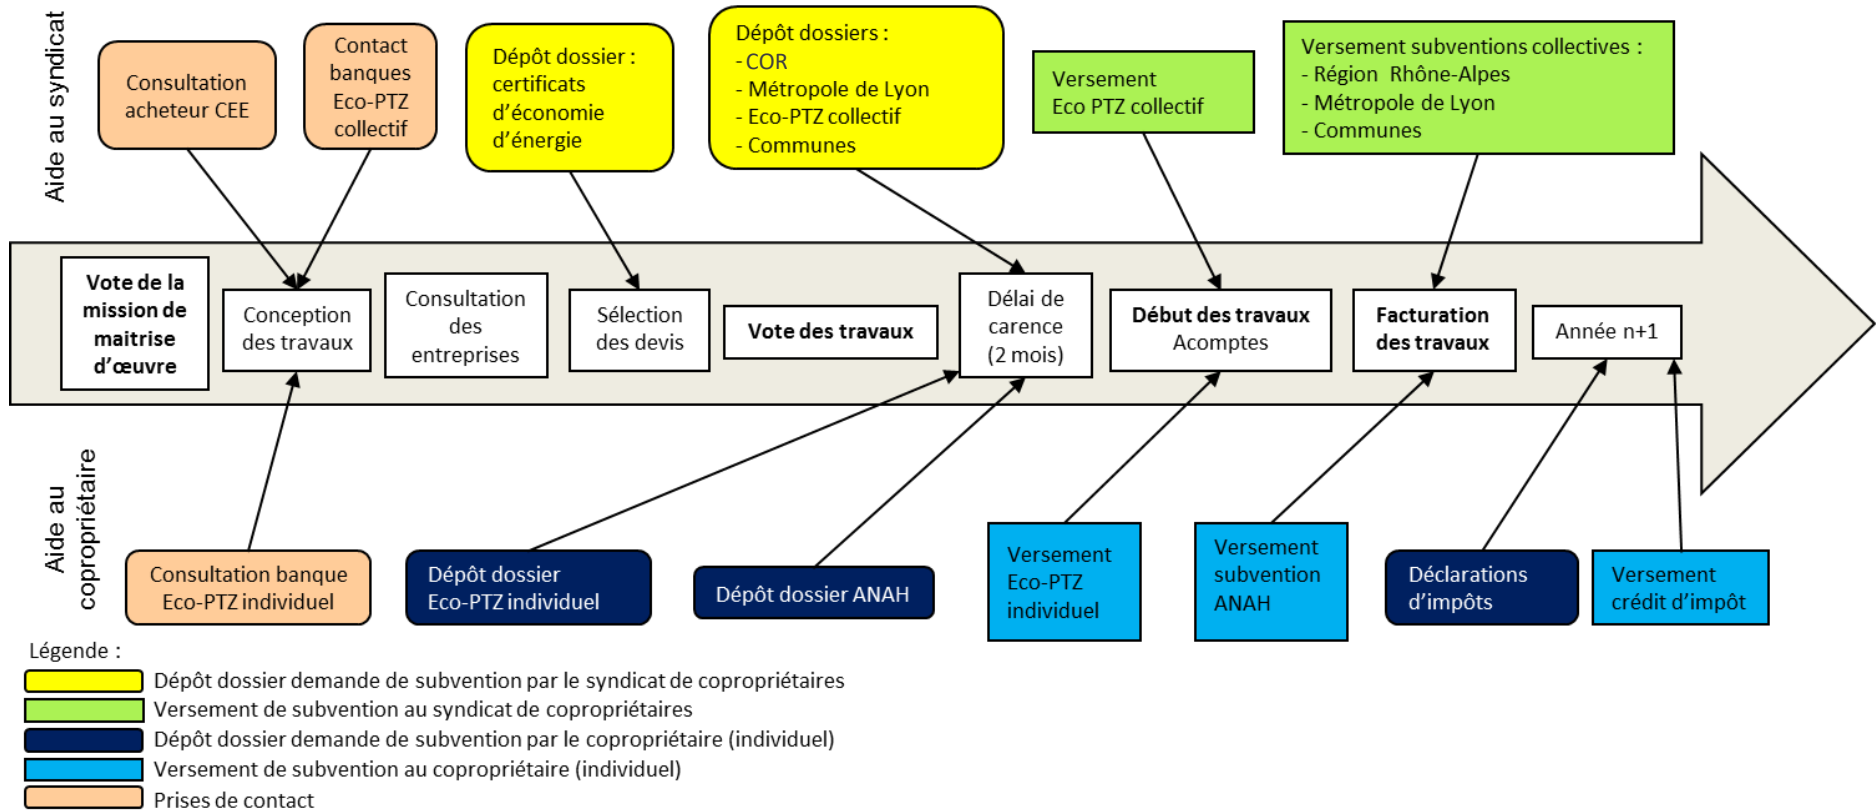 Aide au syndicat
Consultation
acheteur CEE
Contact
banques
Eco-PTZ
collectif
Dépôt dossier :
certificats
d’économie
d’énergie
Dépôt dossiers :
- COR
- Métropole de Lyon
- Eco-PTZ collectif
- Communes
Versement
Eco PTZ collectif
Versement subventions collectives :
- Région Rhône-Alpes
- Métropole de Lyon
- Communes
Vote de la
mission de
maitrise
d’œuvre
Conception
des travaux
Consultation
des
entreprises
Sélection
des devis
Vote des travaux
Délai de
carence
(2 mois)
Début des travaux
Acomptes
Facturation
des travaux
Année n+1
Aide au
copropriétaire
Consultation banque
Eco-PTZ individuel
Dépôt dossier
Eco-PTZ individuel
Dépôt dossier ANAH
Versement
Eco-PTZ
individuel
Versement
subvention
ANAH
Déclarations
d’impôts
Versement
crédit d’impôt
Légende :
Dépôt dossier demande de subvention par le syndicat de copropriétaires
Versement de subvention au syndicat de copropriétaires
Dépôt dossier demande de subvention par le copropriétaire (individuel)
Versement de subvention au copropriétaire (individuel)
Prises de contact